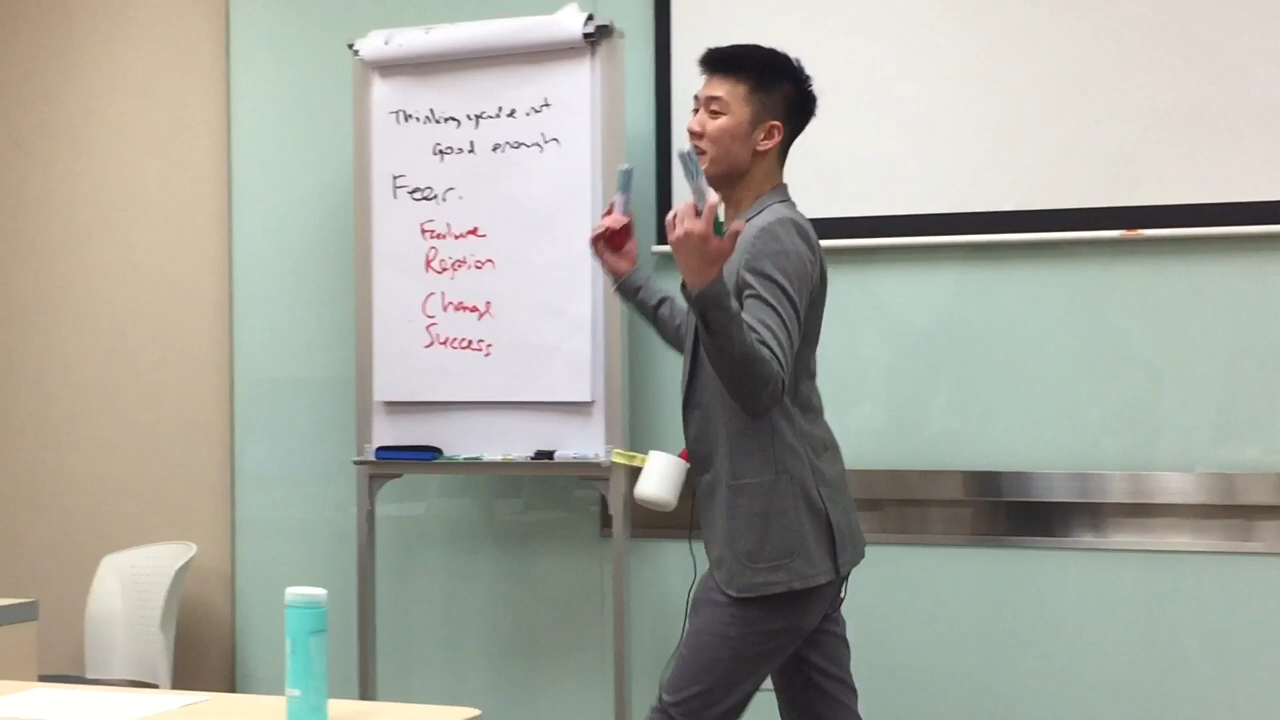 Thinking you're not
good enough
Fear.
Failure
Rejection
Change
Success